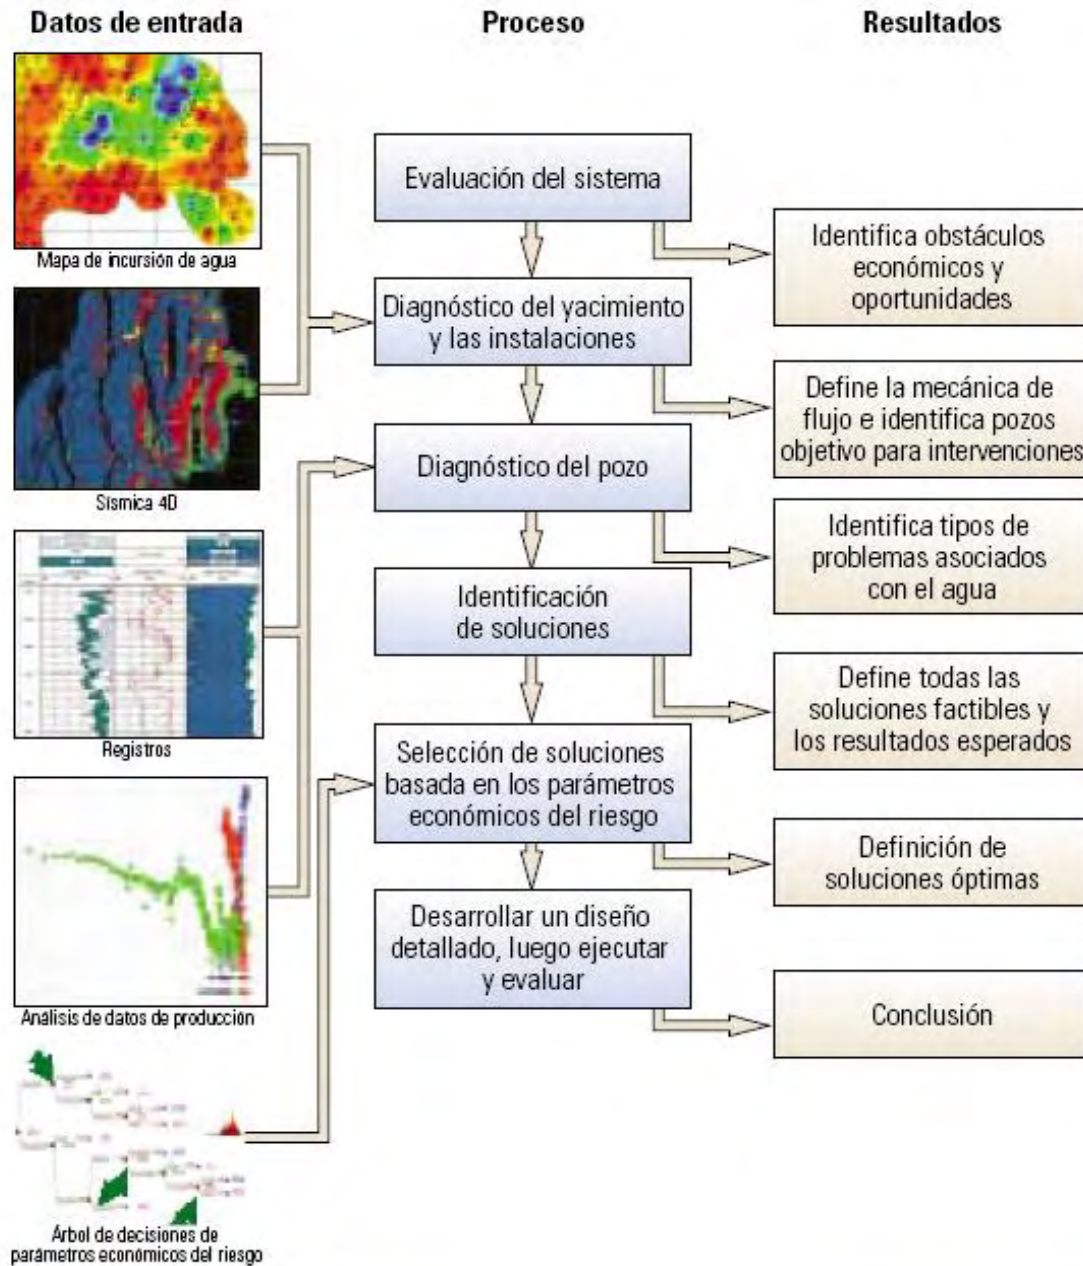 Datos de entrada
Proceso
Resultados
Mapa de incursión de agua
Sísmica 4D
Registros
Análisis de datos de producción
Árbol de decisiones de
parámetros económicos del riesgo
Evaluación del sistema
Diagnóstico del yacimiento
y las instalaciones
Diagnóstico del pozo
Identificación
de soluciones
Selección de soluciones
basada en los parámetros
económicos del riesgo
Desarrollar un diseño
detallado, luego ejecutar
y evaluar
Identifica obstáculos
económicos y
oportunidades
Define la mecánica de
flujo e identifica pozos
objetivo para intervenciones
Identifica tipos de
problemas asociados
con el agua
Define todas las
soluciones factibles y
los resultados esperados
Definición de
soluciones óptimas
Conclusión